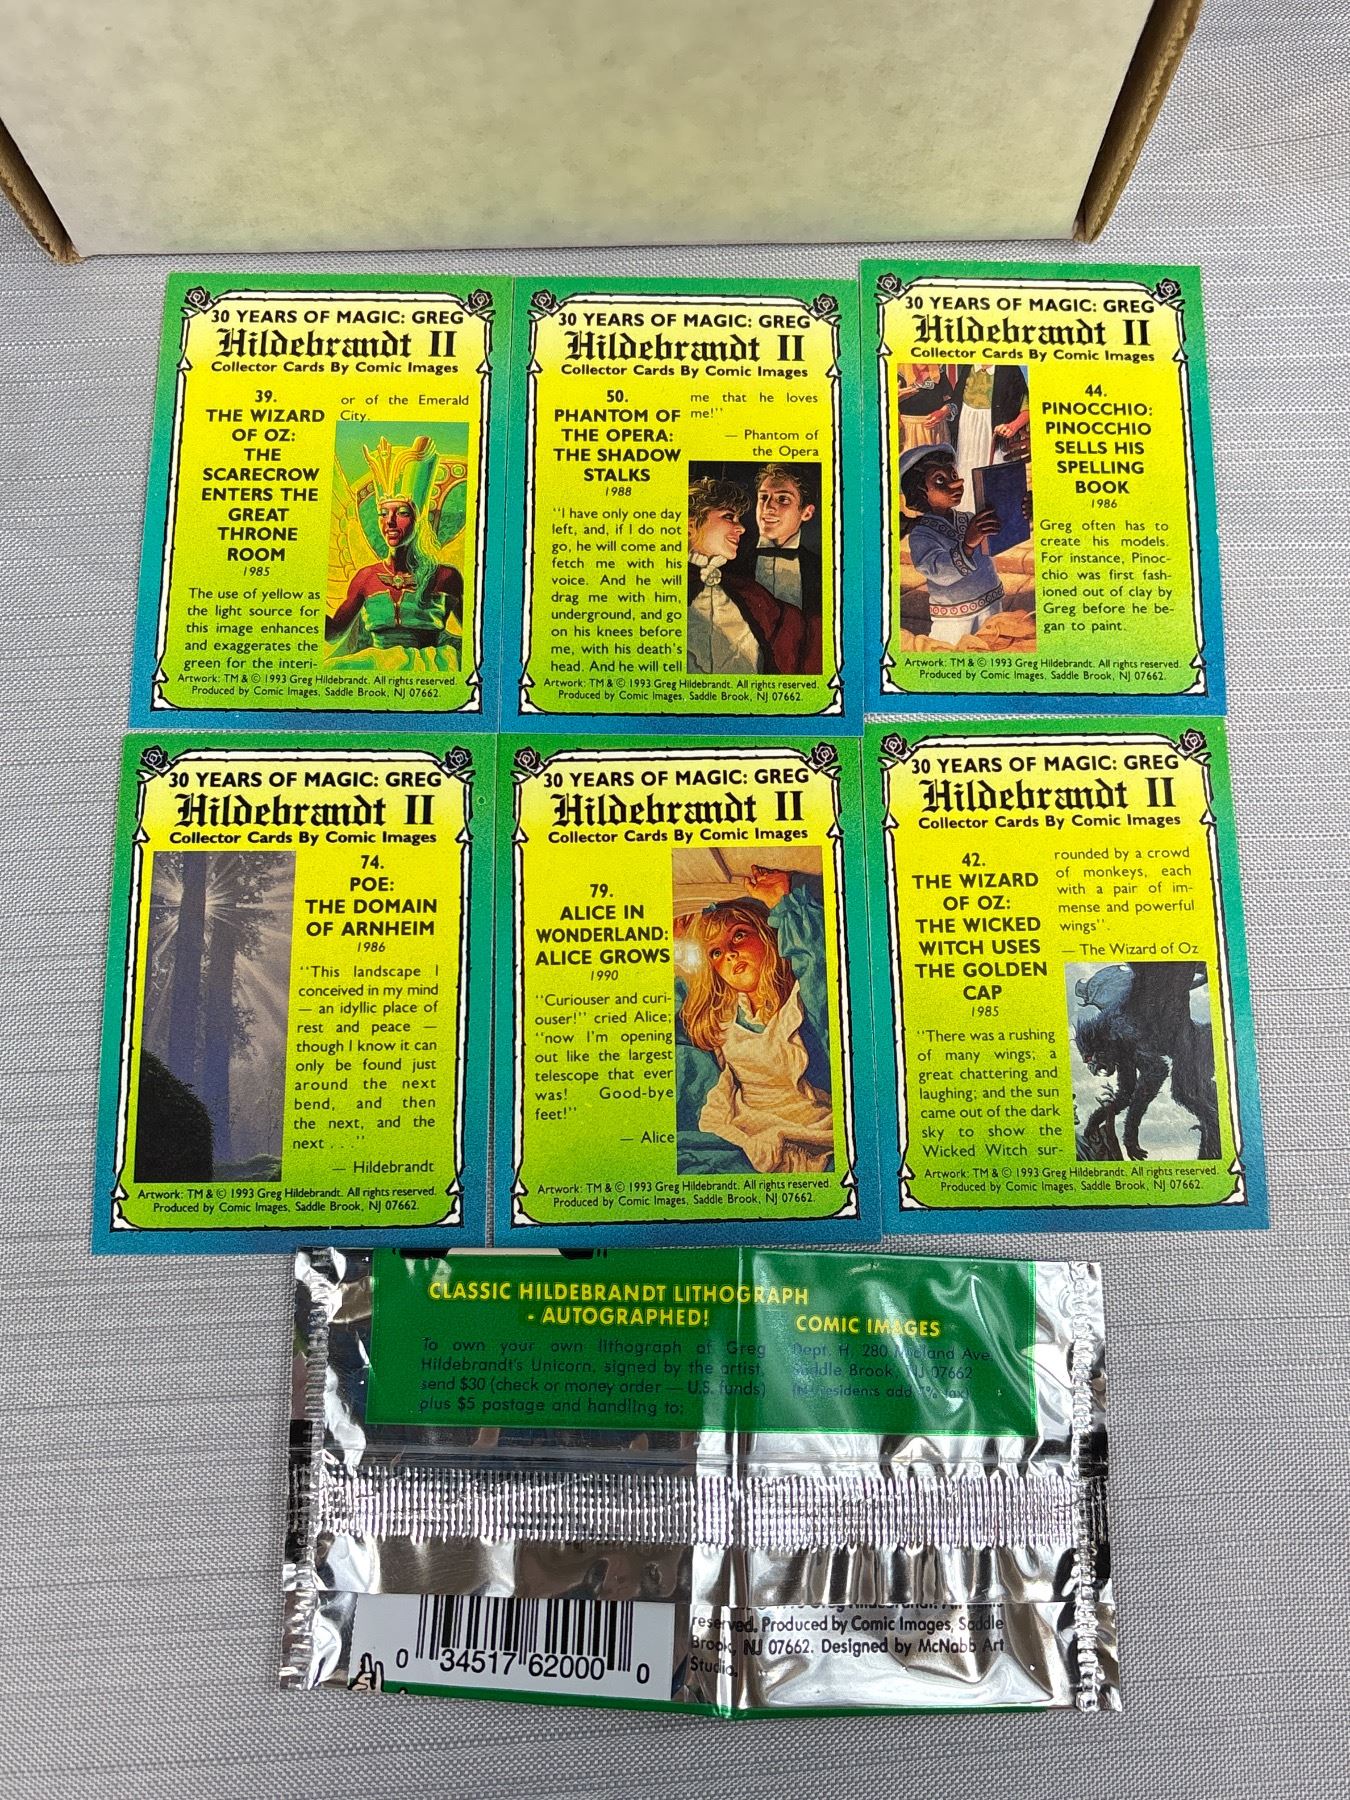 30 YEARS OF MAGIC: GREG
Hildebrandt II
Collector Cards By Comic Images
39.
THE WIZARD
OF OZ:
THE
SCARECROW
ENTERS THE
GREAT
THRONE
ROOM
1985
The use of yellow as
the light source for
this image enhances
and exaggerates the
green for the interi-
or of the Emerald
City.
Artwork: TM & © 1993 Greg Hildebrandt. All rights reserved.
Produced by Comic Images, Saddle Brook, NJ 07662.
30 YEARS OF MAGIC: GREG
Hildebrandt II
Collector Cards By Comic Images
50.
PHANTOM OF
THE OPERA:
THE SHADOW
STALKS
1988
"I have only one day
left, and, if I do not
go, he will come and
fetch me with his
voice. And he will
drag me with him,
underground, and go
on his knees before
me, with his death's
head. And he will tell
me that he loves
me!"
— Phantom of
the Opera
Artwork: TM & © 1993 Greg Hildebrandt. All rights reserved.
Produced by Comic Images, Saddle Brook, NJ 07662.
30 YEARS OF MAGIC: GREG
Hildebrandt II
Collector Cards By Comic Images
44.
PINOCCHIO:
PINOCCHIO
SELLS HIS
SPELLING
BOOK
1986
Greg often has to
create his models.
For instance, Pinoc-
chio was first fash-
ioned out of clay by
Greg before he be-
gan to paint.
Artwork: TM & © 1993 Greg Hildebrandt. All rights reserved.
Produced by Comic Images, Saddle Brook, NJ 07662.
30 YEARS OF MAGIC: GREG
Hildebrandt II
Collector Cards By Comic Images
74.
POE:
THE DOMAIN
OF ARNHEIM
1986
"This landscape I
conceived in my mind
— an idyllic place of
rest and peace —
though I know it can
only be found just
around the next
bend, and then
the next, and the
next . . ."
— Hildebrandt
Artwork: TM & © 1993 Greg Hildebrandt. All rights reserved.
Produced by Comic Images, Saddle Brook, NJ 07662.
30 YEARS OF MAGIC: GREG
Hildebrandt II
Collector Cards By Comic Images
79.
ALICE IN
WONDERLAND:
ALICE GROWS
1990
"Curiouser and curi-
ouser!" cried Alice;
"now I'm opening
out like the largest
telescope that ever
was! Good-bye
feet!"
— Alice
Artwork: TM & © 1993 Greg Hildebrandt. All rights reserved.
Produced by Comic Images, Saddle Brook, NJ 07662.
30 YEARS OF MAGIC: GREG
Hildebrandt II
Collector Cards By Comic Images
42.
THE WIZARD
OF OZ:
THE WICKED
WITCH USES
THE GOLDEN
CAP
1985
"There was a rushing
of many wings; a
great chattering and
laughing; and the sun
came out of the dark
sky to show the
Wicked Witch sur-
rounded by a crowd
of monkeys, each
with a pair of im-
mense and powerful
wings".
— The Wizard of Oz
Artwork: TM & © 1993 Greg Hildebrandt. All rights reserved.
Produced by Comic Images, Saddle Brook, NJ 07662.
CLASSIC HILDEBRANDT LITHOGRAPH
- AUTOGRAPHED!
To own your own lithograph of Greg
Hildebrandt's Unicorn, signed by the artist,
send $30 (check or money order — U.S. funds)
plus $5 postage and handling to:
COMIC IMAGES
Dept. H, 280 Midland Ave,
Saddle Brook, NJ 07662
(NJ residents add 7% tax)
0 34517 62000 0
reserved. Produced by Comic Images, Saddle
Brook, NJ 07662. Designed by McNabb Art
Studio.